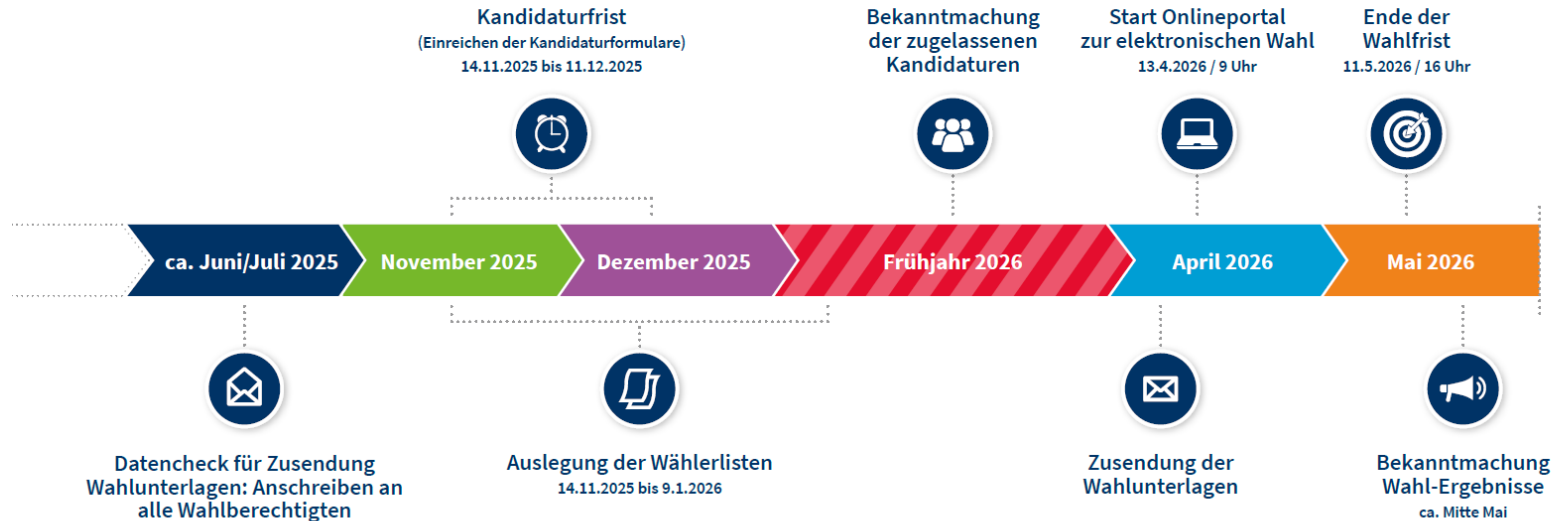 Kandidaturfrist
(Einreichen der Kandidaturformulare)
14.11.2025 bis 11.12.2025
Bekanntmachung
der zugelassenen
Kandidaturen
Start Onlineportal
zur elektronischen Wahl
13.4.2026 / 9 Uhr
Ende der
Wahlfrist
11.5.2026 / 16 Uhr
ca. Juni/Juli 2025
November 2025
Dezember 2025
Frühjahr 2026
April 2026
Mai 2026
Datencheck für Zusendung
Wahlunterlagen: Anschreiben an
alle Wahlberechtigten
Auslegung der Wählerlisten
14.11.2025 bis 9.1.2026
Zusendung der
Wahlunterlagen
Bekanntmachung
Wahl-Ergebnisse
ca. Mitte Mai